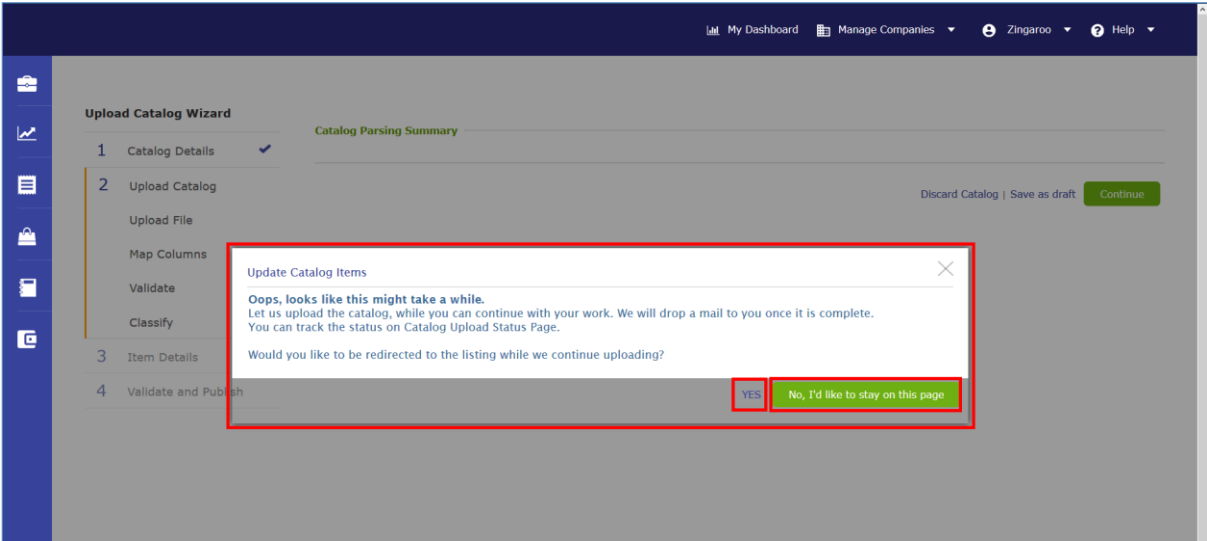 My Dashboard Manage Companies Zingaroo Help
Upload Catalog Wizard
Catalog Parsing Summary
1 Catalog Details
2 Upload Catalog
Discard Catalog | Save as draft Continue
Upload File
Map Columns
Validate
Classify
3 Item Details
4 Validate and Publish
Update Catalog Items
Oops, looks like this might take a while.
Let us upload the catalog, while you can continue with your work. We will drop a mail to you once it is complete.
You can track the status on Catalog Upload Status Page.
Would you like to be redirected to the listing while we continue uploading?
YES No, I'd like to stay on this page